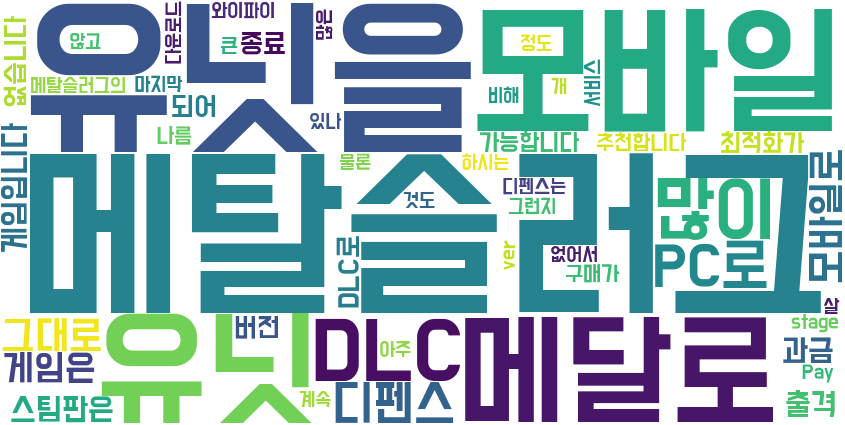 유닛을
모바일
없습니다
않고
다운로드
와이파이
큰
종료
정도
메탈슬러그의
마지막
되어
서비스
비해
개
나름
있나
가능합니다
추천합니다
최적화가
게임입니다
메탈슬러그
물론
하시는
것도
디펜스는
그런지
많이
모바일로
PC로
DLC로
ver
없어서
구매가
살
그대로
버전
유닛
DLC
메달로
stage
게임은
아주
과금
Pay
스팀판은
계속
디펜스
출격